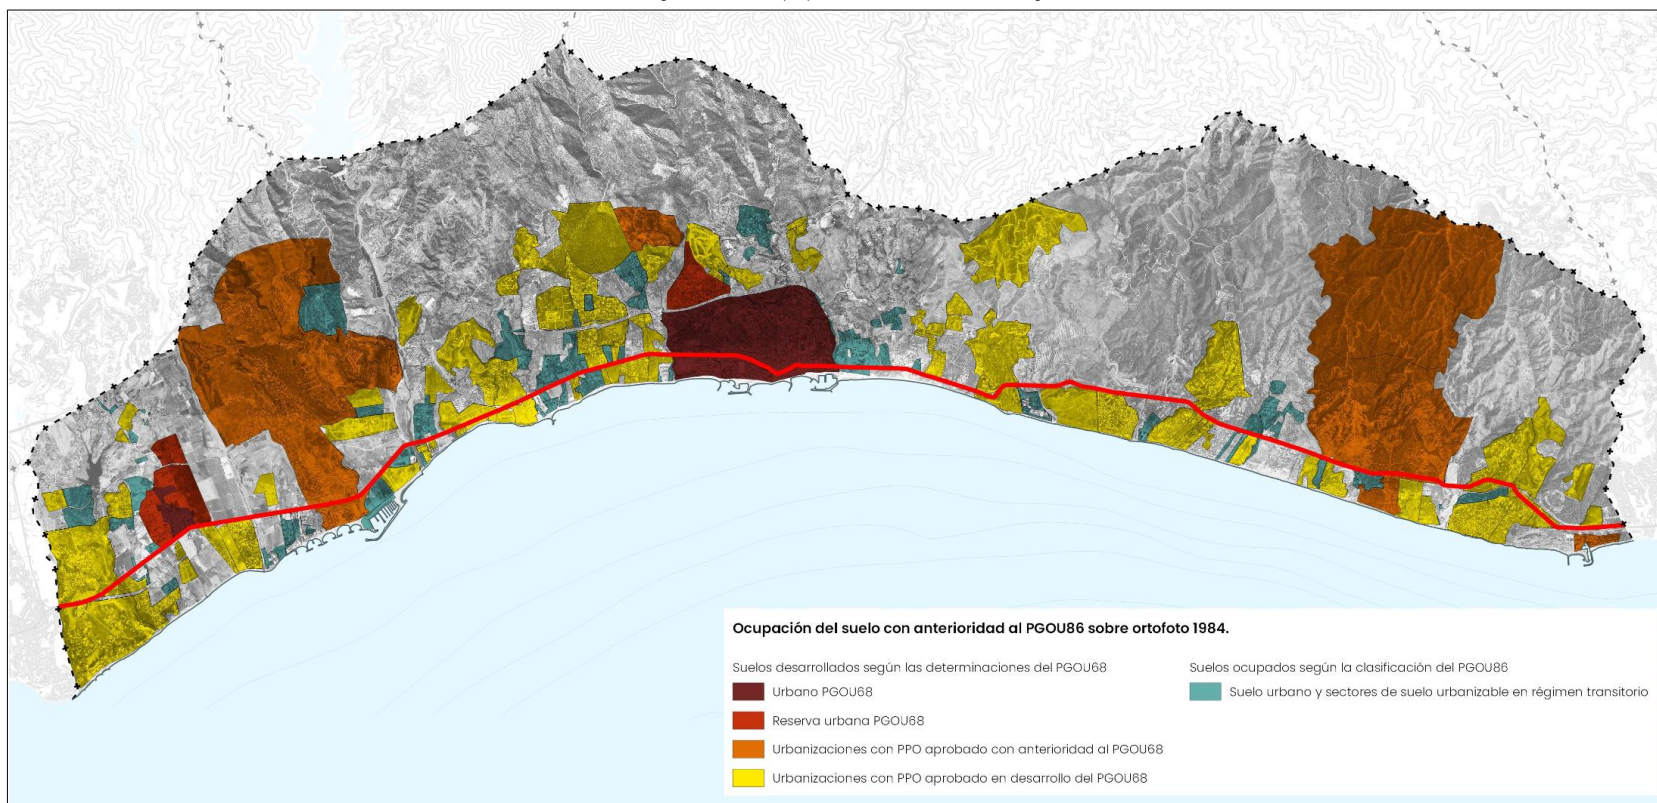 Ocupación del suelo con anterioridad al PGOU86 sobre ortofoto 1984.
Suelos desarrollados según las determinaciones del PGOU68
Urbano PGOU68
Reserva urbana PGOU68
Urbanizaciones con PPO aprobado con anterioridad al PGOU68
Urbanizaciones con PPO aprobado en desarrollo del PGOU68
Suelos ocupados según la clasificación del PGOU86
Suelo urbano y sectores de suelo urbanizable en régimen transitorio